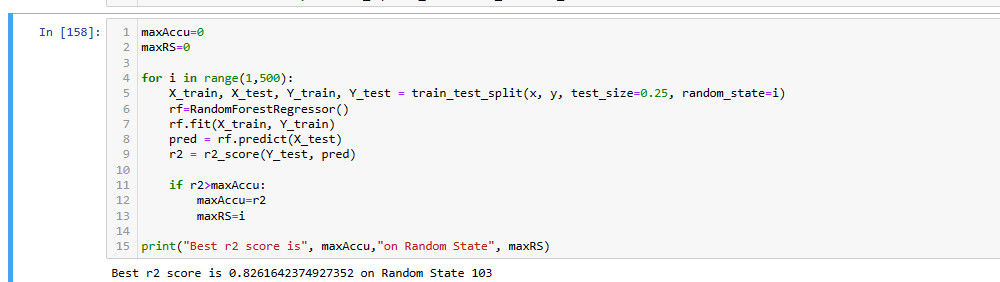 In [158]:
1 maxAccu=0
2 maxRS=0
3
4 for i in range(1,500):
5     X_train, X_test, Y_train, Y_test = train_test_split(x, y, test_size=0.25, random_state=i)
6     rf=RandomForestRegressor()
7     rf.fit(X_train, Y_train)
8     pred = rf.predict(X_test)
9     r2 = r2_score(Y_test, pred)
10
11     if r2>maxAccu:
12         maxAccu=r2
13         maxRS=i
14
15 print("Best r2 score is", maxAccu,"on Random State", maxRS)
Best r2 score is 0.8261642374927352 on Random State 103